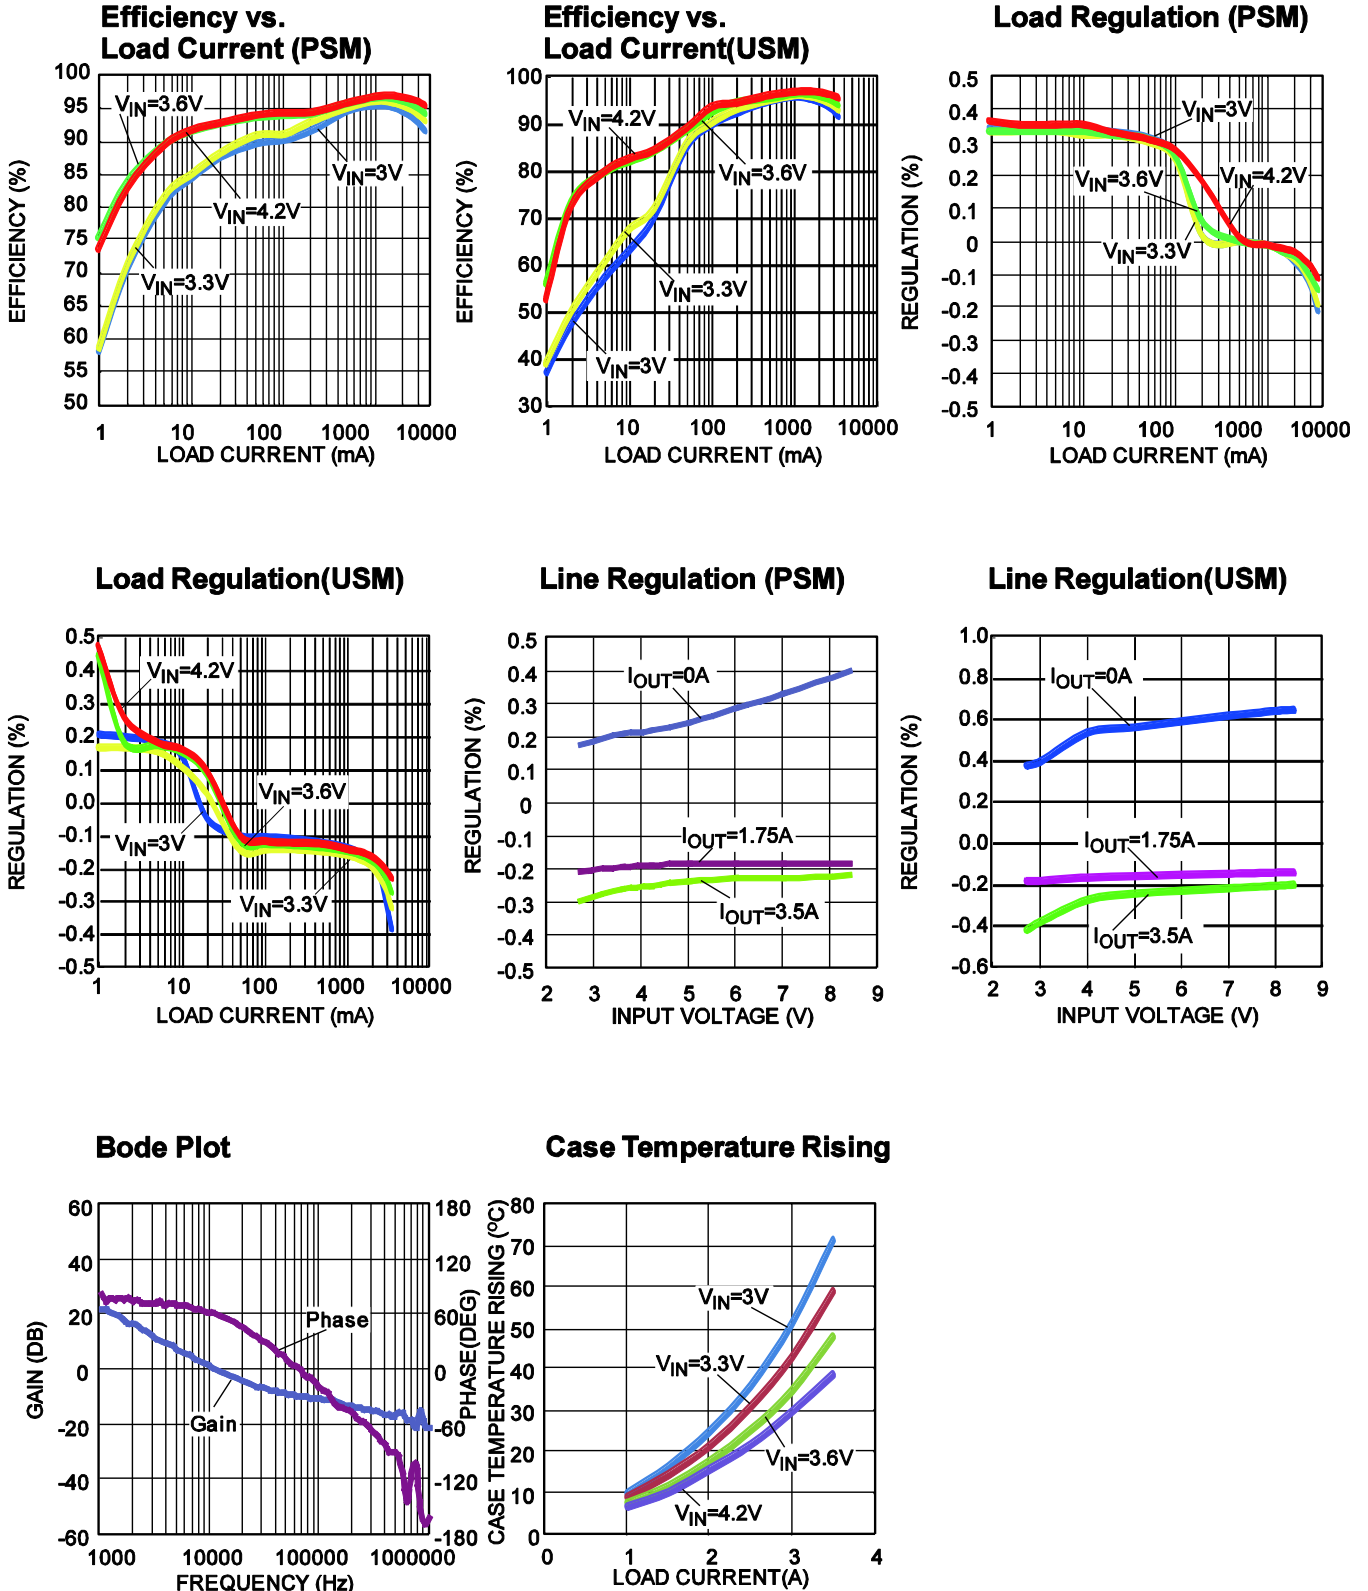 Efficiency vs.
Load Current (PSM)
100
95
90
85
80
75
70
65
60
55
50
EFFICIENCY (%)
VIN=3.6V
VIN=3V
VIN=4.2V
VIN=3.3V
1 10 100 1000 10000
LOAD CURRENT (mA)
Efficiency vs.
Load Current(USM)
100
90
80
70
60
50
40
30
EFFICIENCY (%)
VIN=4.2V
VIN=3.6V
VIN=3.3V
VIN=3V
1 10 100 1000 10000
LOAD CURRENT (mA)
Load Regulation (PSM)
0.5
0.4
0.3
0.2
0.1
0
-0.1
-0.2
-0.3
-0.4
-0.5
REGULATION (%)
VIN=3V
VIN=3.6V
VIN=4.2V
VIN=3.3V
1 10 100 1000 10000
LOAD CURRENT (mA)
Load Regulation(USM)
0.5
0.4
0.3
0.2
0.1
0.0
-0.1
-0.2
-0.3
-0.4
-0.5
REGULATION (%)
VIN=4.2V
VIN=3.6V
VIN=3V
VIN=3.3V
1 10 100 1000 10000
LOAD CURRENT (mA)
Line Regulation (PSM)
0.5
0.4
0.3
0.2
0.1
0
-0.1
-0.2
-0.3
-0.4
-0.5
REGULATION (%)
IOUT=0A
IOUT=1.75A
IOUT=3.5A
2 3 4 5 6 7 8 9
INPUT VOLTAGE (V)
Line Regulation(USM)
1.0
0.8
0.6
0.4
0.2
0.0
-0.2
-0.4
-0.6
REGULATION (%)
IOUT=0A
IOUT=1.75A
IOUT=3.5A
2 3 4 5 6 7 8 9
INPUT VOLTAGE (V)
Bode Plot
60
40
20
0
-20
-40
-60
GAIN (DB)
Phase
Gain
180
120
60
0
-60
-120
-180
PHASE(DEG)
1000 10000 100000 1000000
FREQUENCY (Hz)
Case Temperature Rising
80
70
60
50
40
30
20
10
0
CASE TEMPERATURE RISING (ºC)
VIN=3V
VIN=3.3V
VIN=3.6V
VIN=4.2V
0 1 2 3 4
LOAD CURRENT(A)